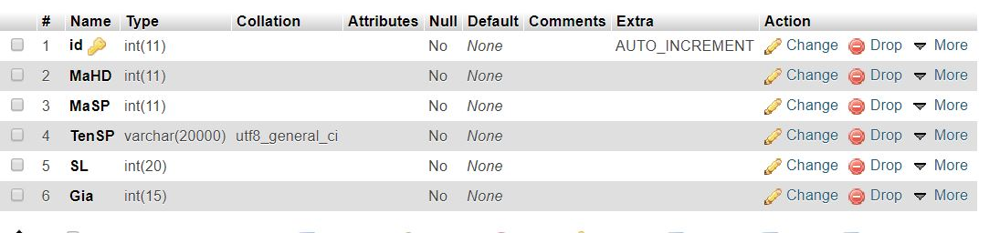 # Name Type Collation Attributes Null Default Comments Extra Action
1 id int(11) No None AUTO_INCREMENT Change Drop More
2 MaHD int(11) No None Change Drop More
3 MaSP int(11) No None Change Drop More
4 TenSP varchar(20000) utf8_general_ci No None Change Drop More
5 SL int(20) No None Change Drop More
6 Gia int(15) No None Change Drop More